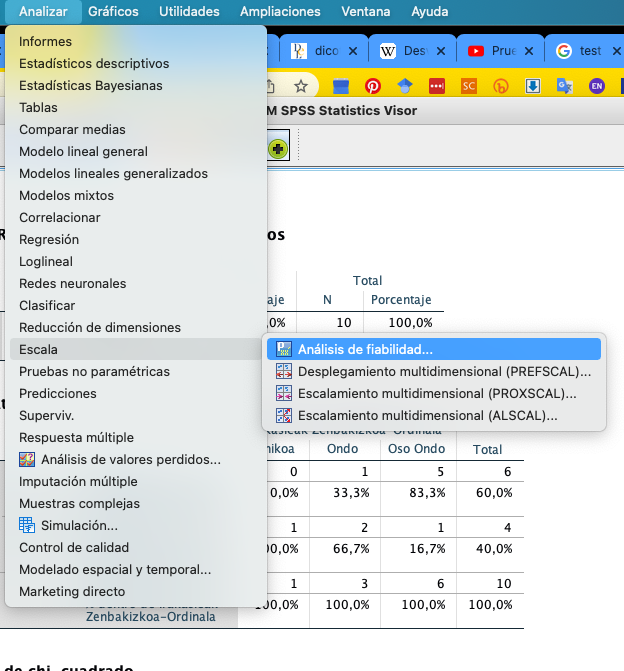 Analizar Gráficos Utilidades Ampliaciones Ventana Ayuda
dico
W Des
Prue
G test
SC
EN
M SPSS Statistics Visor
Informes
Estadísticos descriptivos
Estadísticas Bayesianas
Tablas
Comparar medias
Modelo lineal general
Modelos lineales generalizados
Modelos mixtos
Correlacionar
Regresión
Loglineal
Redes neuronales
Clasificar
Reducción de dimensiones
Escala
Pruebas no paramétricas
Predicciones
Superviv.
Respuesta múltiple
Análisis de valores perdidos...
Imputación múltiple
Muestras complejas
Simulación...
Control de calidad
Modelado espacial y temporal...
Marketing directo
Análisis de fiabilidad...
Desplegamiento multidimensional (PREFSCAL)...
Escalamiento multidimensional (PROXSCAL)...
Escalamiento multidimensional (ALSCAL)...
os
Total
aje N Porcentaje
0% 10 100,0%
Zenbakizkoa-Ordinala
nikoa Ondo Oso Ondo Total
0 1 5 6
0,0% 33,3% 83,3% 60,0%
1 2 1 4
00,0% 66,7% 16,7% 40,0%
1 3 6 10
100,0% 100,0% 100,0% 100,0%
Zenbakizkoa-Ordinala
de chi-cuadrado